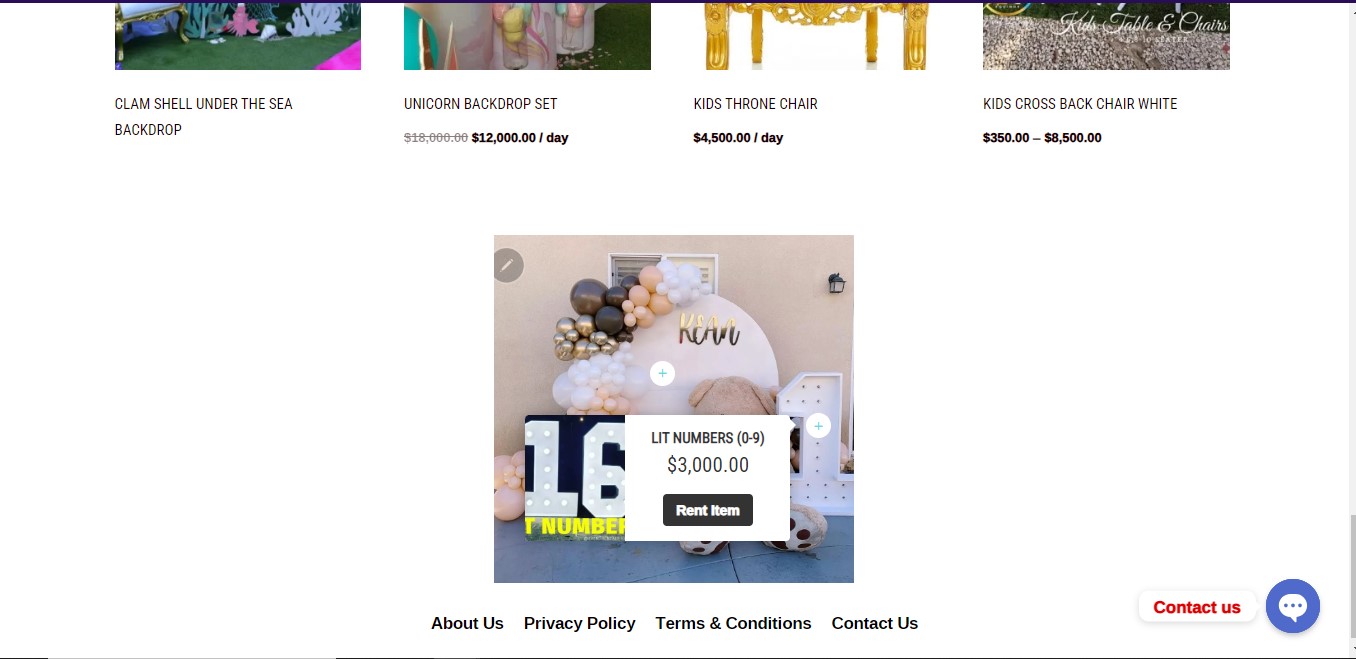 Kids Table & Chairs
CLAM SHELL UNDER THE SEA
BACKDROP
UNICORN BACKDROP SET
$18,000.00 $12,000.00 / day
KIDS THRONE CHAIR
$4,500.00 / day
KIDS CROSS BACK CHAIR WHITE
$350.00 – $8,500.00
KEAN
16
T NUMBER
LIT NUMBERS (0-9)
$3,000.00
Rent Item
1
Contact us
About Us Privacy Policy Terms & Conditions Contact Us